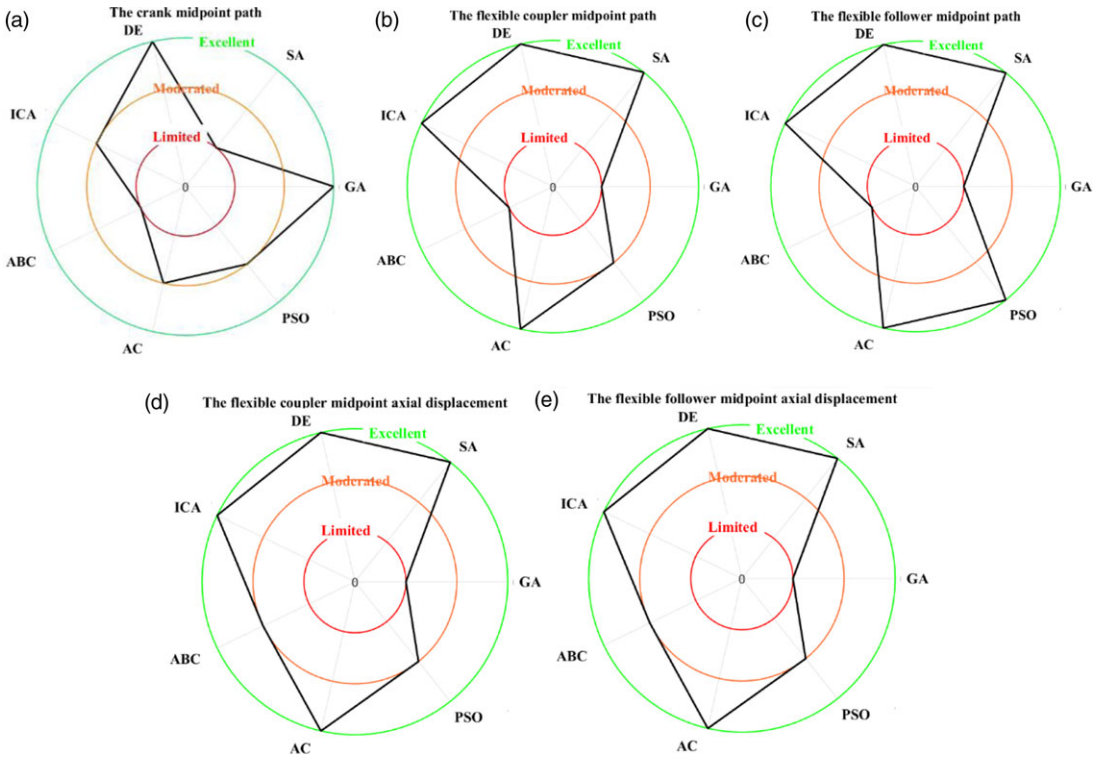 (a)
The crank midpoint path
DE
Excellent
SA
Moderated
ICA
Limited
0
GA
ABC
PSO
AC
(b)
The flexible coupler midpoint path
DE
Excellent
SA
Moderated
ICA
Limited
0
GA
ABC
PSO
AC
(c)
The flexible follower midpoint path
DE
Excellent
SA
Moderated
ICA
Limited
0
GA
ABC
PSO
AC
(d)
The flexible coupler midpoint axial displacement
DE
Excellent
SA
Moderated
ICA
Limited
0
GA
ABC
PSO
AC
(e)
The flexible follower midpoint axial displacement
DE
Excellent
SA
Moderated
ICA
Limited
0
GA
ABC
PSO
AC